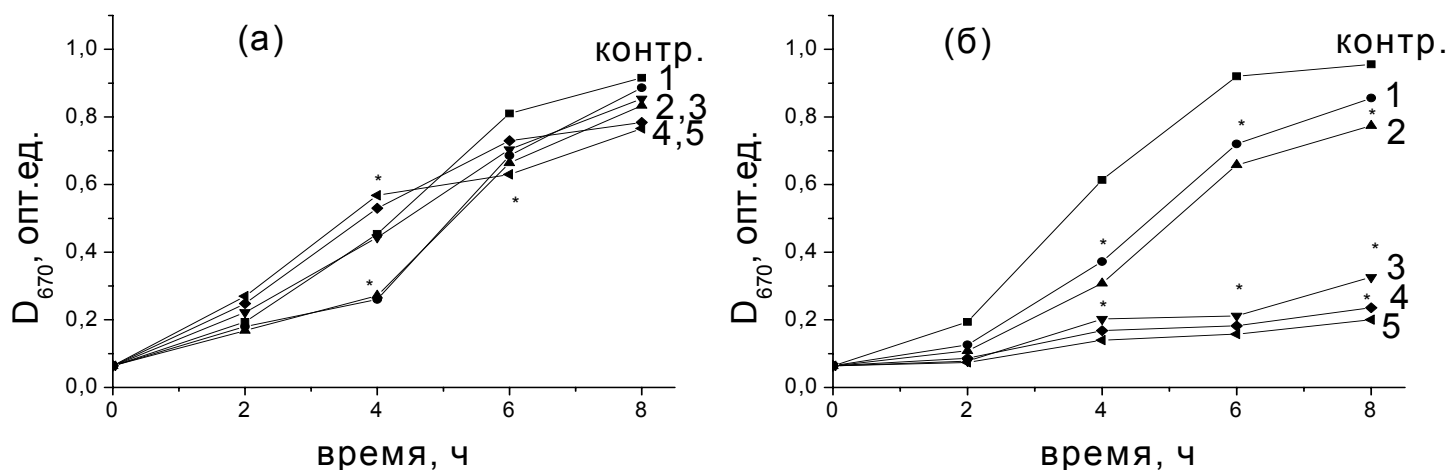 (а)
контр.
1
2,3
4,5
1,0
0,8
0,6
0,4
0,2
0,0
D670, опт.ед.
0 2 4 6 8
время, ч
* * *
(б)
контр.
1
2
3
4
5
1,0
0,8
0,6
0,4
0,2
0,0
D670, опт.ед.
0 2 4 6 8
время, ч
* * * * * * *